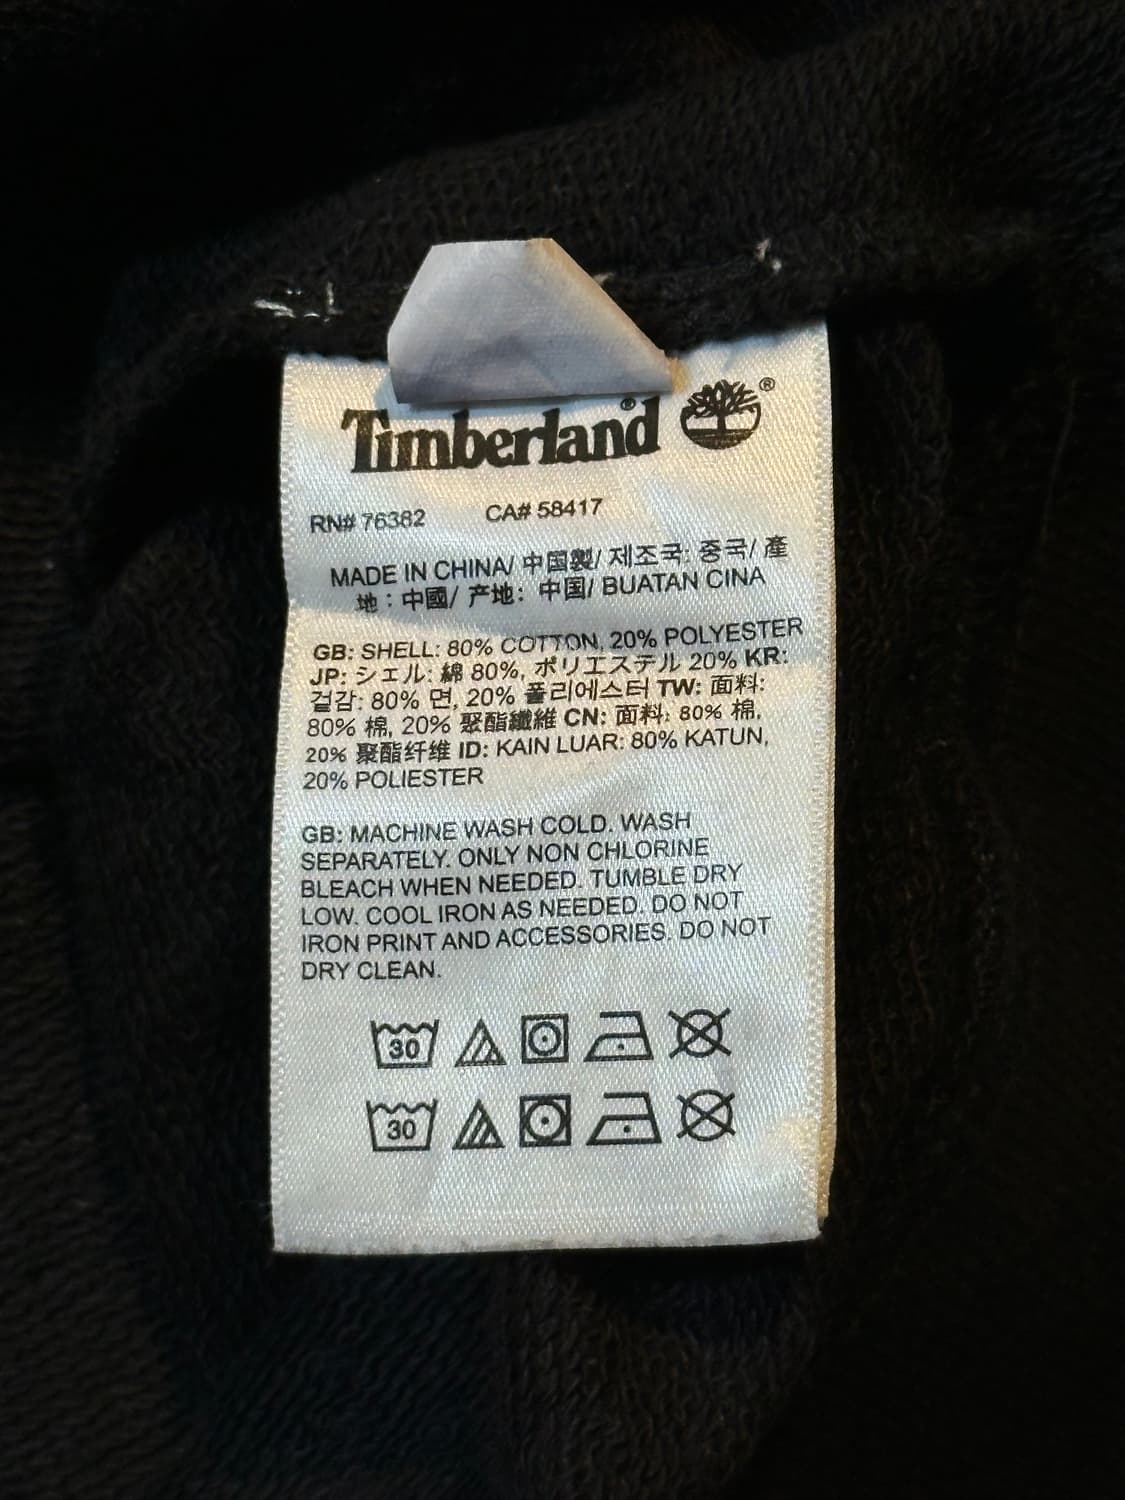 Timberland® ®
RN# 76382 CA# 58417
MADE IN CHINA/ 中国製/ 제조국: 중국/ 產
地：中國/ 产地：中国/ BUATAN CINA
GB: SHELL: 80% COTTON, 20% POLYESTER
JP: シェル: 綿 80%, ポリエステル 20% KR:
겉감: 80% 면, 20% 폴리에스터 TW: 面料:
80% 棉, 20% 聚酯纖維 CN: 面料: 80% 棉,
20% 聚酯纤维 ID: KAIN LUAR: 80% KATUN,
20% POLIESTER
GB: MACHINE WASH COLD. WASH
SEPARATELY. ONLY NON CHLORINE
BLEACH WHEN NEEDED. TUMBLE DRY
LOW. COOL IRON AS NEEDED. DO NOT
IRON PRINT AND ACCESSORIES. DO NOT
DRY CLEAN.
30
30